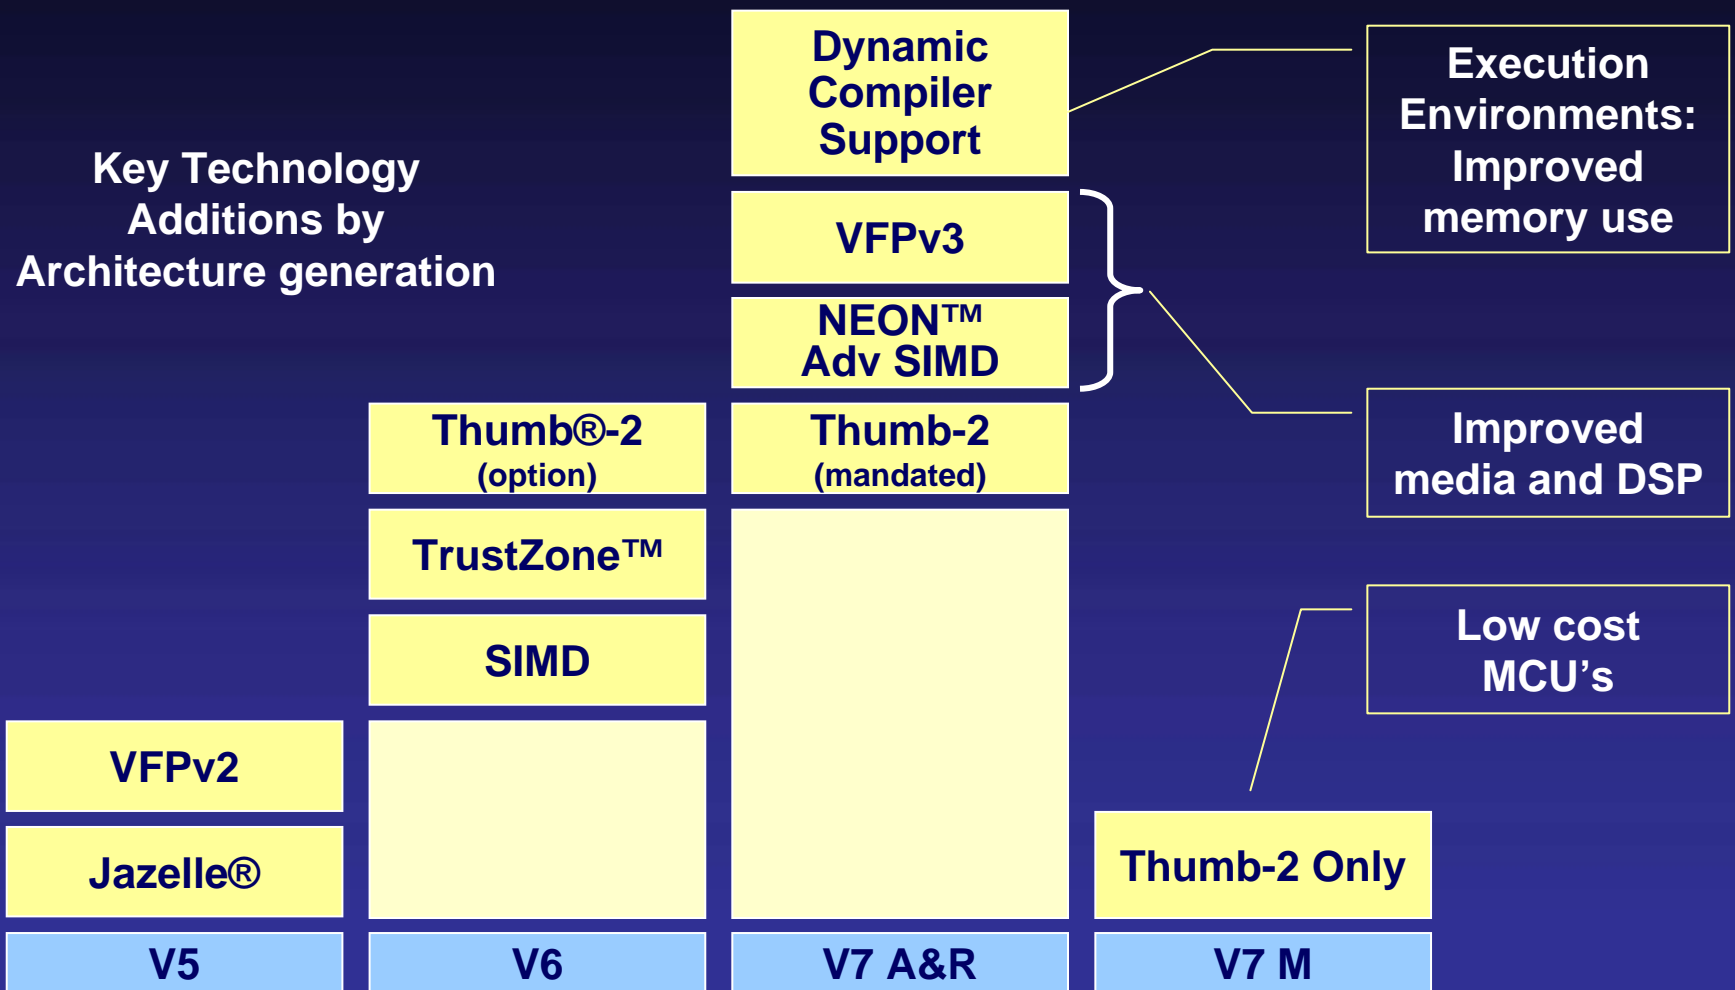 Key Technology
Additions by
Architecture generation
Dynamic
Compiler
Support
VFPv3
NEON™
Adv SIMD
Thumb®-2
(option)
Thumb-2
(mandated)
TrustZone™
SIMD
VFPv2
Jazelle®
Thumb-2 Only
V5
V6
V7 A&R
V7 M
Execution
Environments:
Improved
memory use
Improved
media and DSP
Low cost
MCU’s